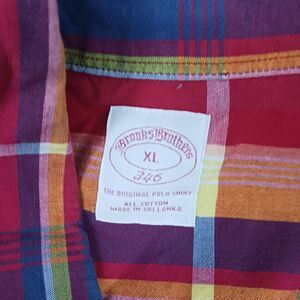 Brooks Brothers
XL
346
THE ORIGINAL POLO SHIRT
ALL COTTON
MADE IN SRI LANKA